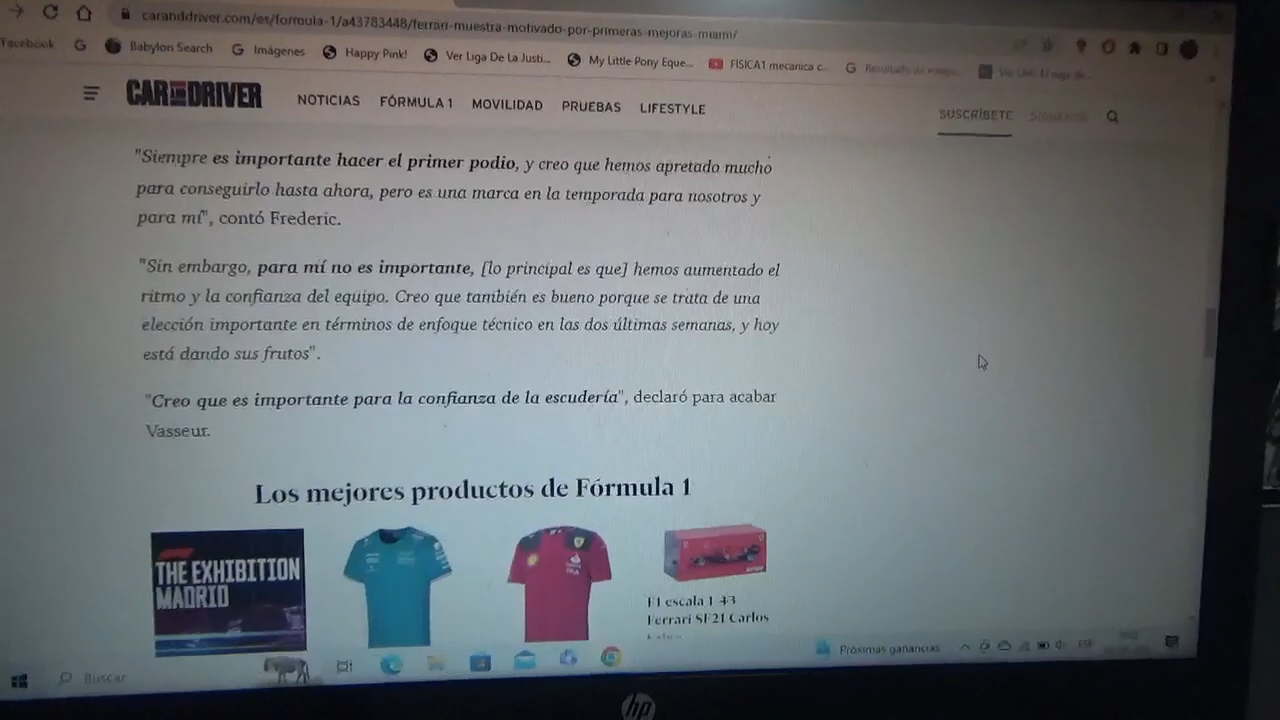 caranddriver.com/es/formula-1/a43783448/ferrari-muestra-motivado-por-primeras-mejoras-miami/
Facebook
Babylon Search
Imágenes
Happy Pink!
Ver Liga De La Justi...
My Little Pony Eque...
FISICA1 mecanica c...
CAR AND DRIVER
NOTICIAS
FÓRMULA 1
MOVILIDAD
PRUEBAS
LIFESTYLE
SUSCRÍBETE
"Siempre es importante hacer el primer podio, y creo que hemos apretado mucho
para conseguirlo hasta ahora, pero es una marca en la temporada para nosotros y
para mí", contó Frederic.
"Sin embargo, para mí no es importante, [lo principal es que] hemos aumentado el
ritmo y la confianza del equipo. Creo que también es bueno porque se trata de una
elección importante en términos de enfoque técnico en las dos últimas semanas, y hoy
está dando sus frutos".
"Creo que es importante para la confianza de la escudería", declaró para acabar
Vasseur.
Los mejores productos de Fórmula 1
THE EXHIBITION
MADRID
F1 escala 1 43
Ferrari SF21 Carlos
Buscar
Próximas ganancias
ESP
hp